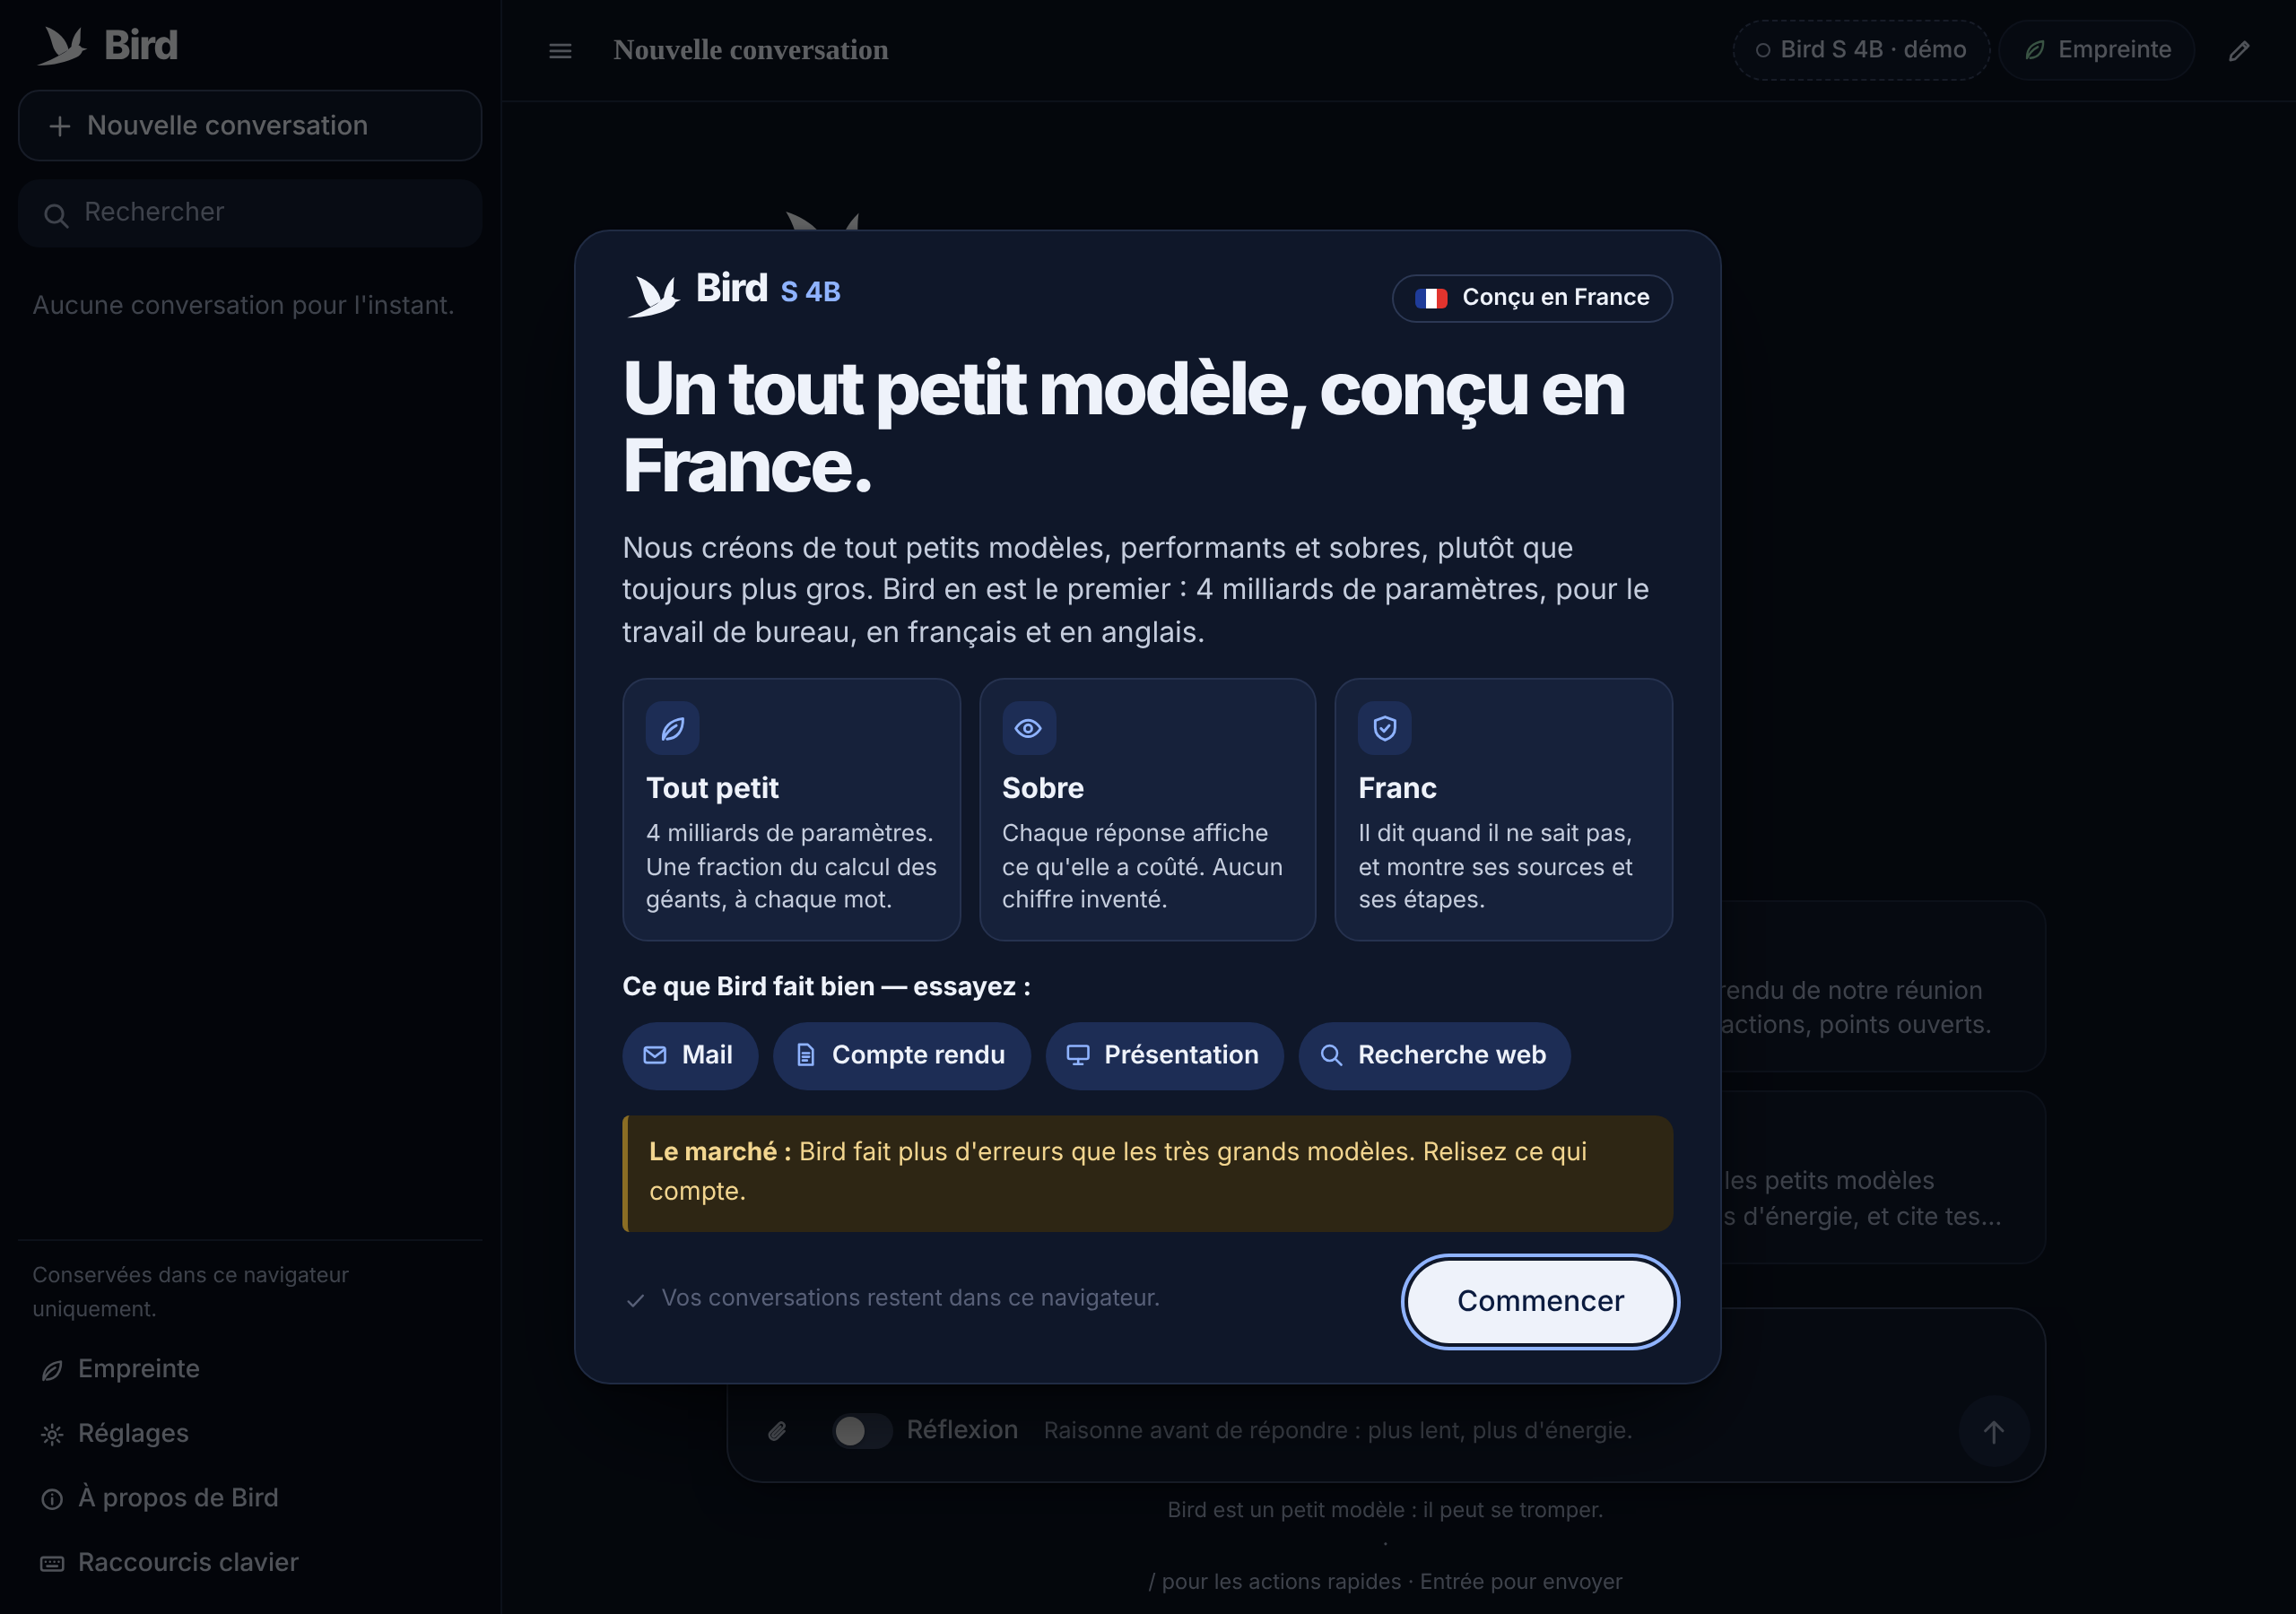 Bird
Nouvelle conversation
Rechercher
Aucune conversation pour l'instant.
Conservées dans ce navigateur
uniquement.
Empreinte
Réglages
À propos de Bird
Raccourcis clavier
Nouvelle conversation
Bird S 4B · démo
Empreinte
Bird S 4B
Conçu en France
Un tout petit modèle, conçu en
France.
Nous créons de tout petits modèles, performants et sobres, plutôt que
toujours plus gros. Bird en est le premier : 4 milliards de paramètres, pour le
travail de bureau, en français et en anglais.
Tout petit
4 milliards de paramètres.
Une fraction du calcul des
géants, à chaque mot.
Sobre
Chaque réponse affiche
ce qu'elle a coûté. Aucun
chiffre inventé.
Franc
Il dit quand il ne sait pas,
et montre ses sources et
ses étapes.
Ce que Bird fait bien — essayez :
Mail
Compte rendu
Présentation
Recherche web
Le marché : Bird fait plus d'erreurs que les très grands modèles. Relisez ce qui
compte.
Vos conversations restent dans ce navigateur.
Commencer
rendu de notre réunion
actions, points ouverts.
les petits modèles
s d'énergie, et cite tes...
Réflexion
Raisonne avant de répondre : plus lent, plus d'énergie.
Bird est un petit modèle : il peut se tromper.
·
/ pour les actions rapides · Entrée pour envoyer